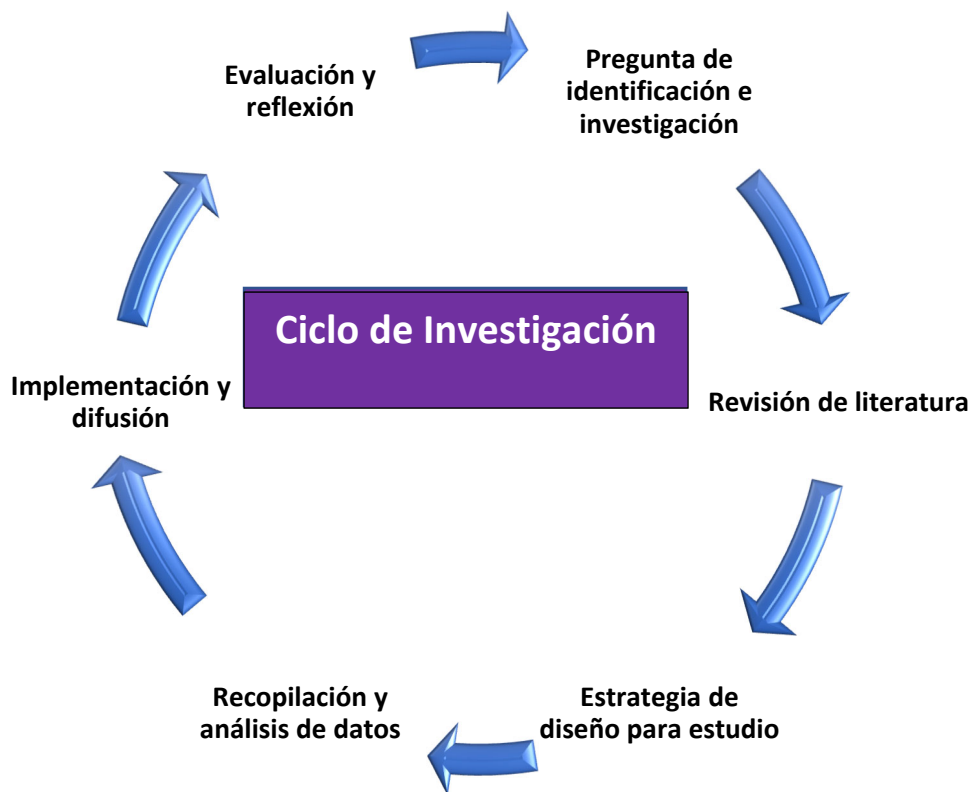 Evaluación y
reflexión
Pregunta de
identificación e
investigación
Ciclo de Investigación
Implementación y
difusión
Revisión de literatura
Recopilación y
análisis de datos
Estrategia de
diseño para estudio